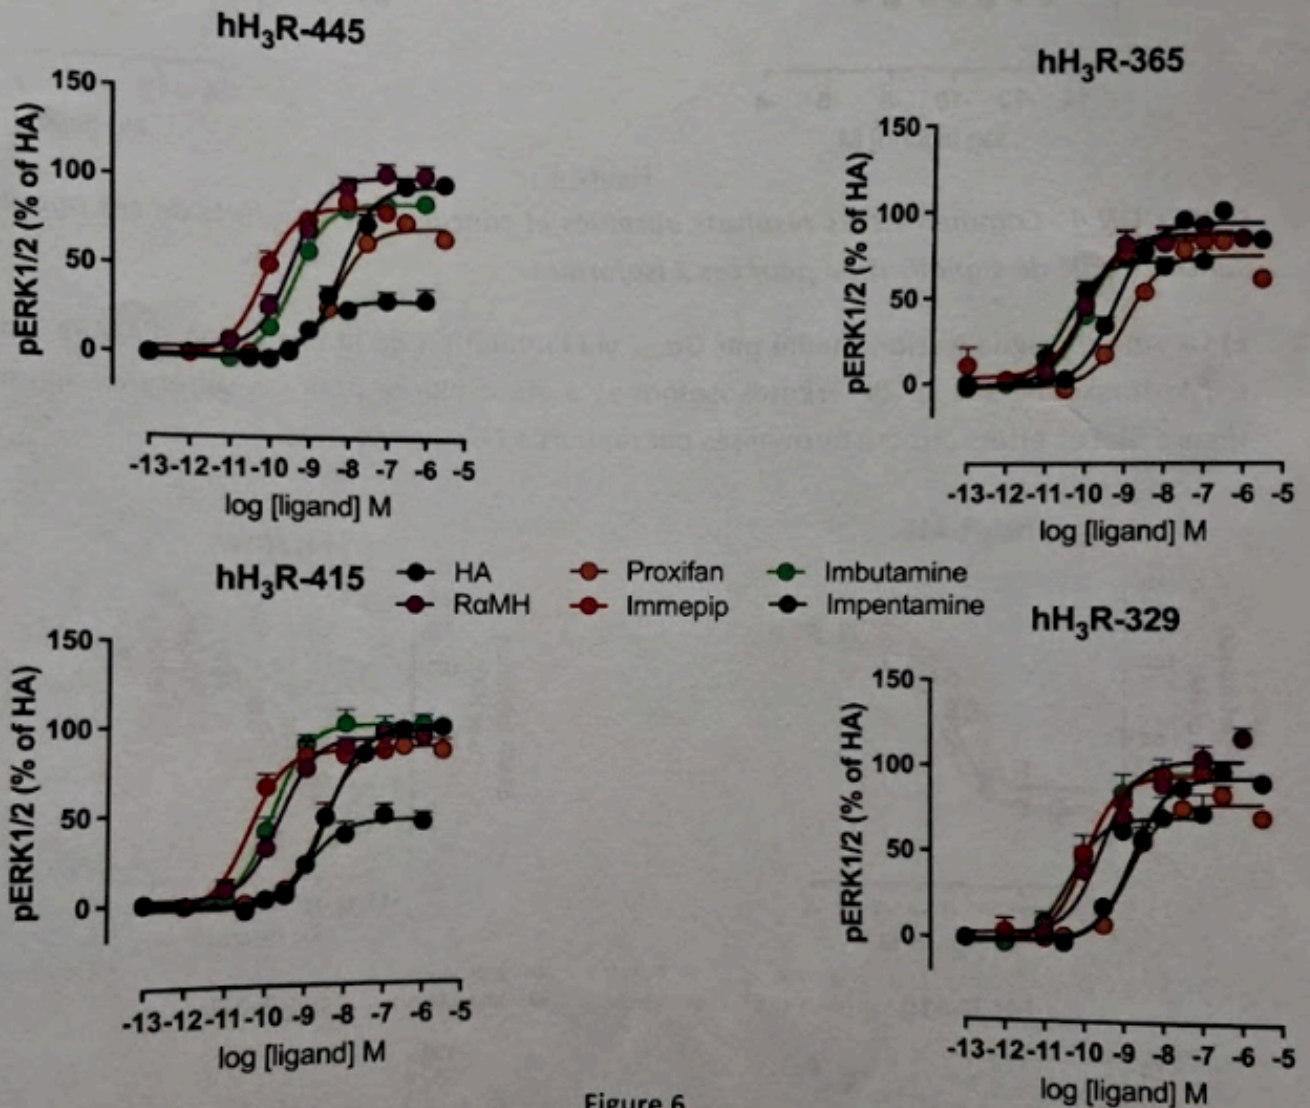 hH₃R-445
150
100
50
0
pERK1/2 (% of HA)
-13 -12 -11 -10 -9 -8 -7 -6 -5
log [ligand] M
hH₃R-365
150
100
50
0
pERK1/2 (% of HA)
-13 -12 -11 -10 -9 -8 -7 -6 -5
log [ligand] M
HA Proxifan Imbutamine
RαMH Immepip Impentamine
hH₃R-415
150
100
50
0
pERK1/2 (% of HA)
-13 -12 -11 -10 -9 -8 -7 -6 -5
log [ligand] M
hH₃R-329
150
100
50
0
pERK1/2 (% of HA)
-13 -12 -11 -10 -9 -8 -7 -6 -5
log [ligand] M
Figure 6